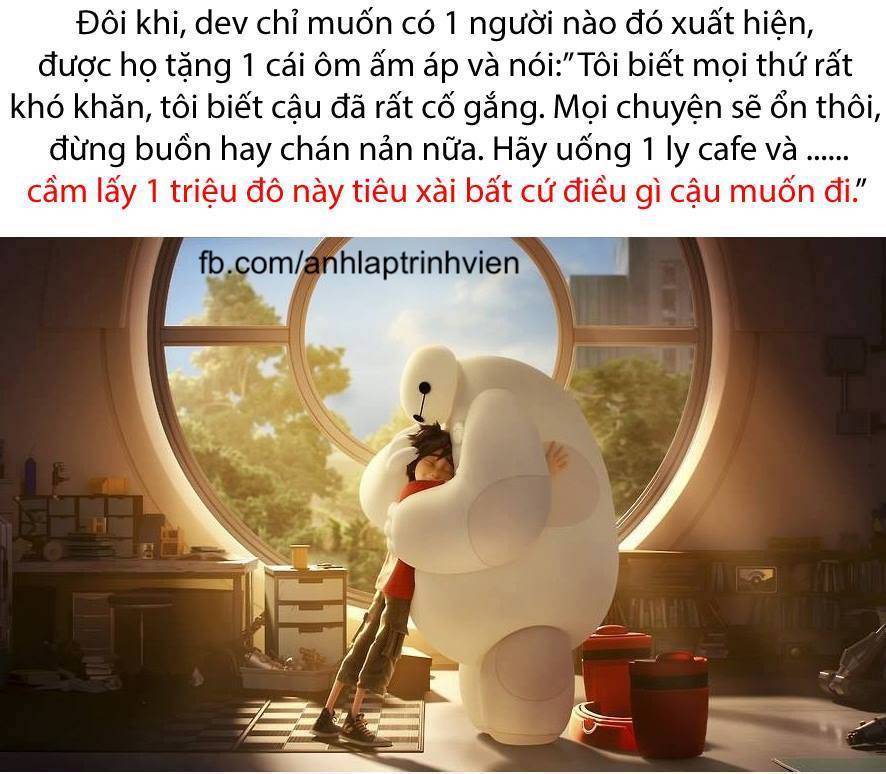 Đôi khi, dev chỉ muốn có 1 người nào đó xuất hiện,
được họ tặng 1 cái ôm ấm áp và nói:”Tôi biết mọi thứ rất
khó khăn, tôi biết cậu đã rất cố gắng. Mọi chuyện sẽ ổn thôi,
đừng buồn hay chán nản nữa. Hãy uống 1 ly cafe và ......
cầm lấy 1 triệu đô này tiêu xài bất cứ điều gì cậu muốn đi.”
fb.com/anhlaptrinhvien